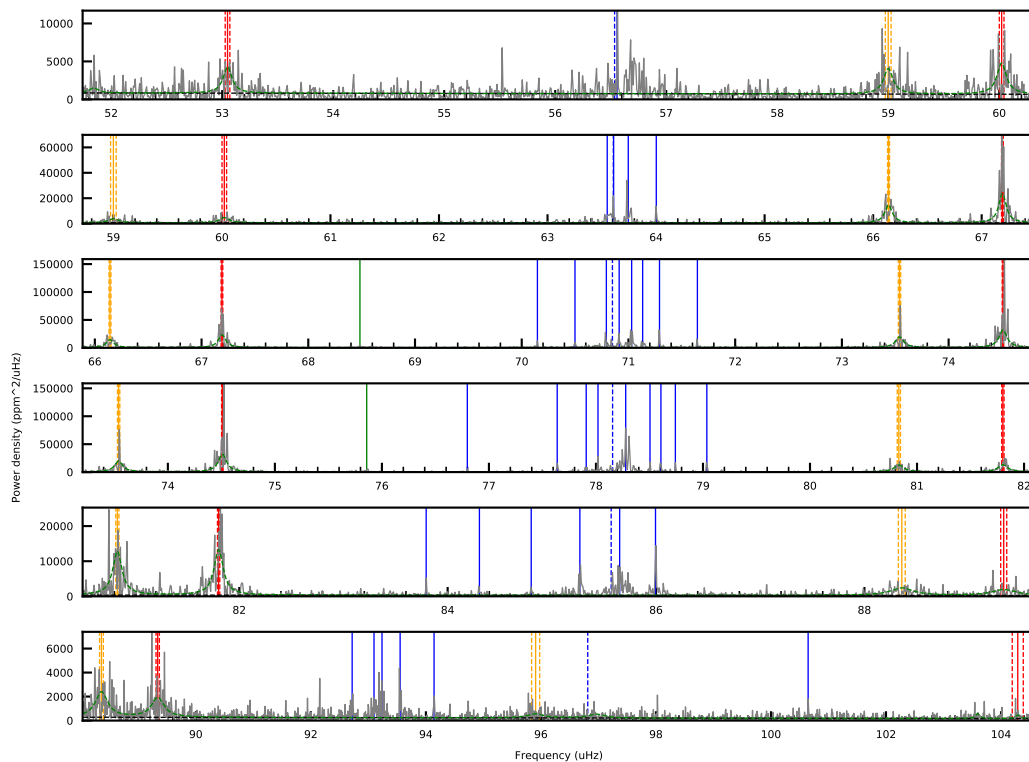 10000
5000
0
52 53 54 55 56 57 58 59 60
60000
40000
20000
0
59 60 61 62 63 64 65 66 67
150000
100000
50000
0
66 67 68 69 70 71 72 73 74
150000
100000
50000
0
74 75 76 77 78 79 80 81 82
20000
10000
0
82 84 86 88
6000
4000
2000
0
90 92 94 96 98 100 102 104
Power density (ppm^2/uHz)
Frequency (uHz)